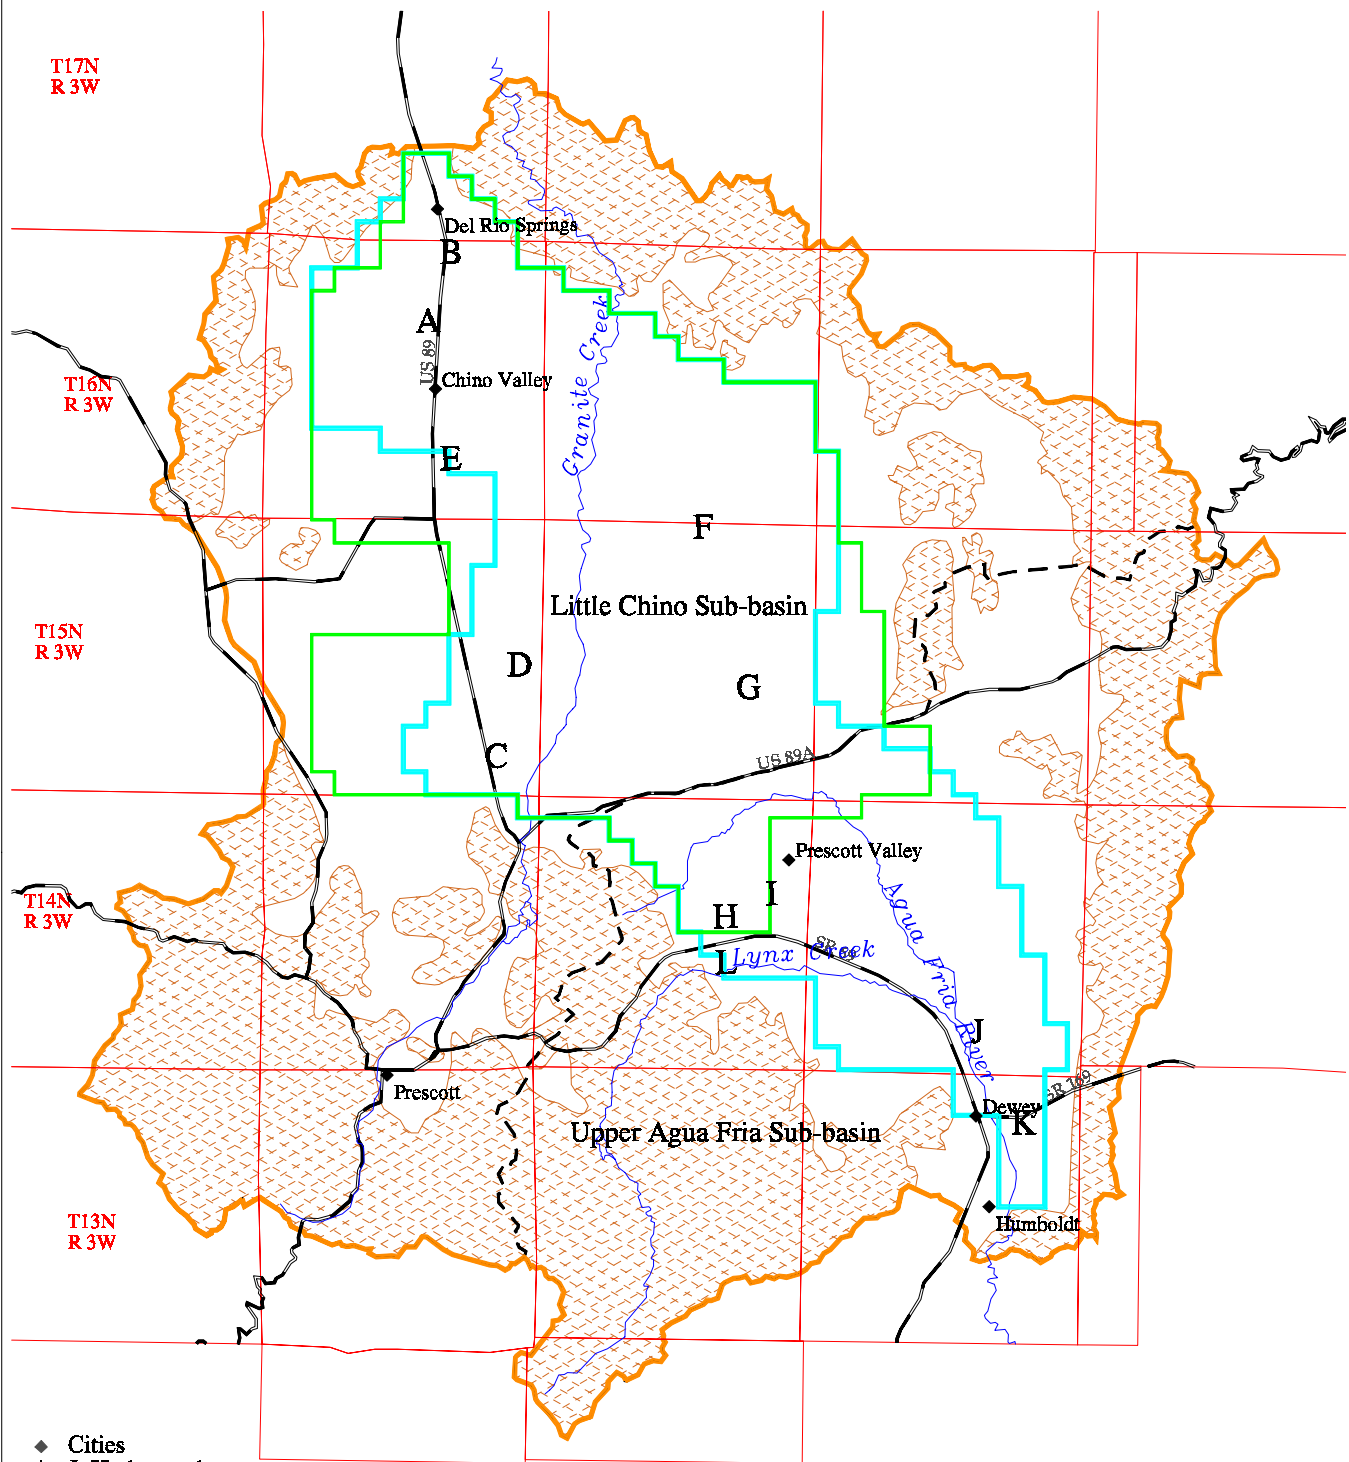 T17N
R 3W
Del Rio Springs
B
A
US 89
Granite Creek
T16N
R 3W
Chino Valley
E
F
Little Chino Sub-basin
T15N
R 3W
D
G
C
US 89A
Prescott Valley
T14N
R 3W
I
H
Agua Fria River
Lynx Creek
L
J
Prescott
SR 169
Dewey
K
Upper Agua Fria Sub-basin
T13N
R 3W
Humboldt
Cities